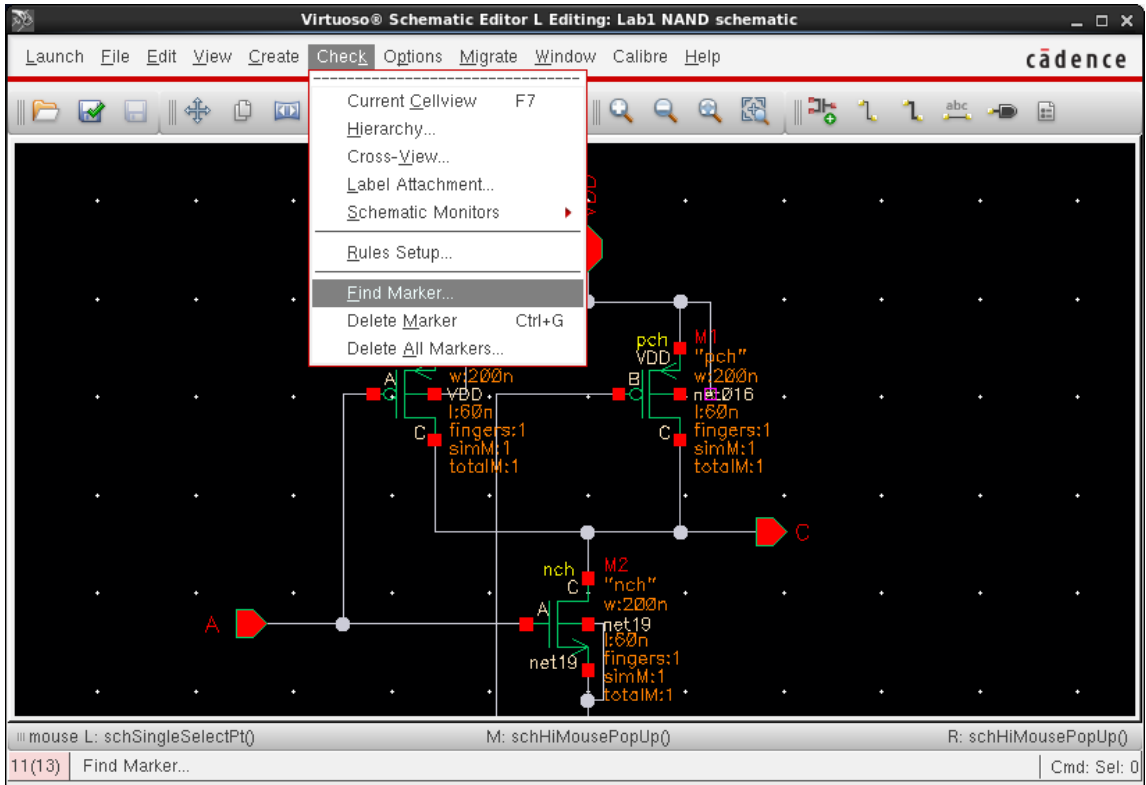 Virtuoso® Schematic Editor L Editing: Lab1 NAND schematic
Launch File Edit View Create Check Options Migrate Window Calibre Help
cādence
Current Cellview F7
Hierarchy...
Cross-View...
Label Attachment...
Schematic Monitors
Rules Setup...
Find Marker...
Delete Marker Ctrl+G
Delete All Markers...
abc
VDD
pch
VDD
M1
"pch"
w:200n
B
net016
l:60n
C
fingers:1
simM:1
totalM:1
A
w:200n
VDD
l:60n
C
fingers:1
simM:1
totalM:1
C
nch
M2
C
"nch"
w:200n
A
net19
l:60n
net19
fingers:1
simM:1
totalM:1
A
mouse L: schSingleSelectPt() M: schHiMousePopUp() R: schHiMousePopUp()
11(13) Find Marker... Cmd: Sel: 0